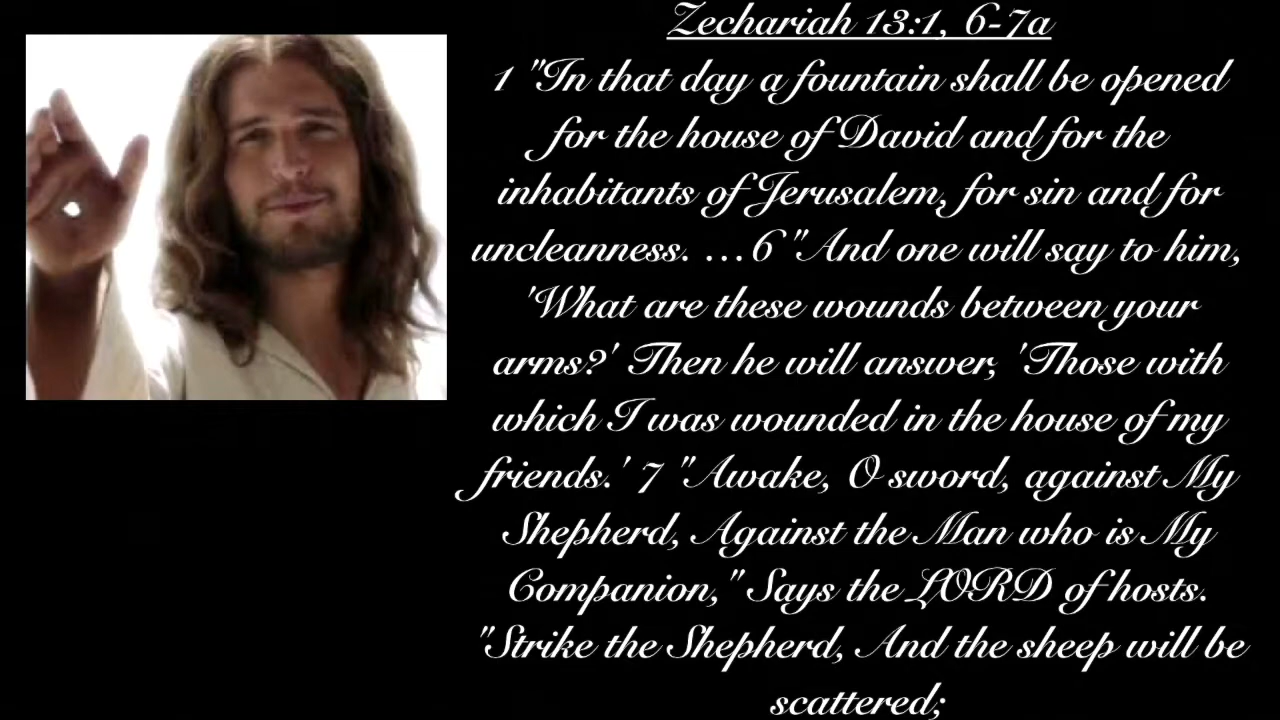 Zechariah 13:1, 6-7a
1 "In that day a fountain shall be opened
for the house of David and for the
inhabitants of Jerusalem, for sin and for
uncleanness. …6 "And one will say to him,
'What are these wounds between your
arms?' Then he will answer, 'Those with
which I was wounded in the house of my
friends.' 7 "Awake, O sword, against My
Shepherd, Against the Man who is My
Companion," Says the LORD of hosts.
"Strike the Shepherd, And the sheep will be
scattered;